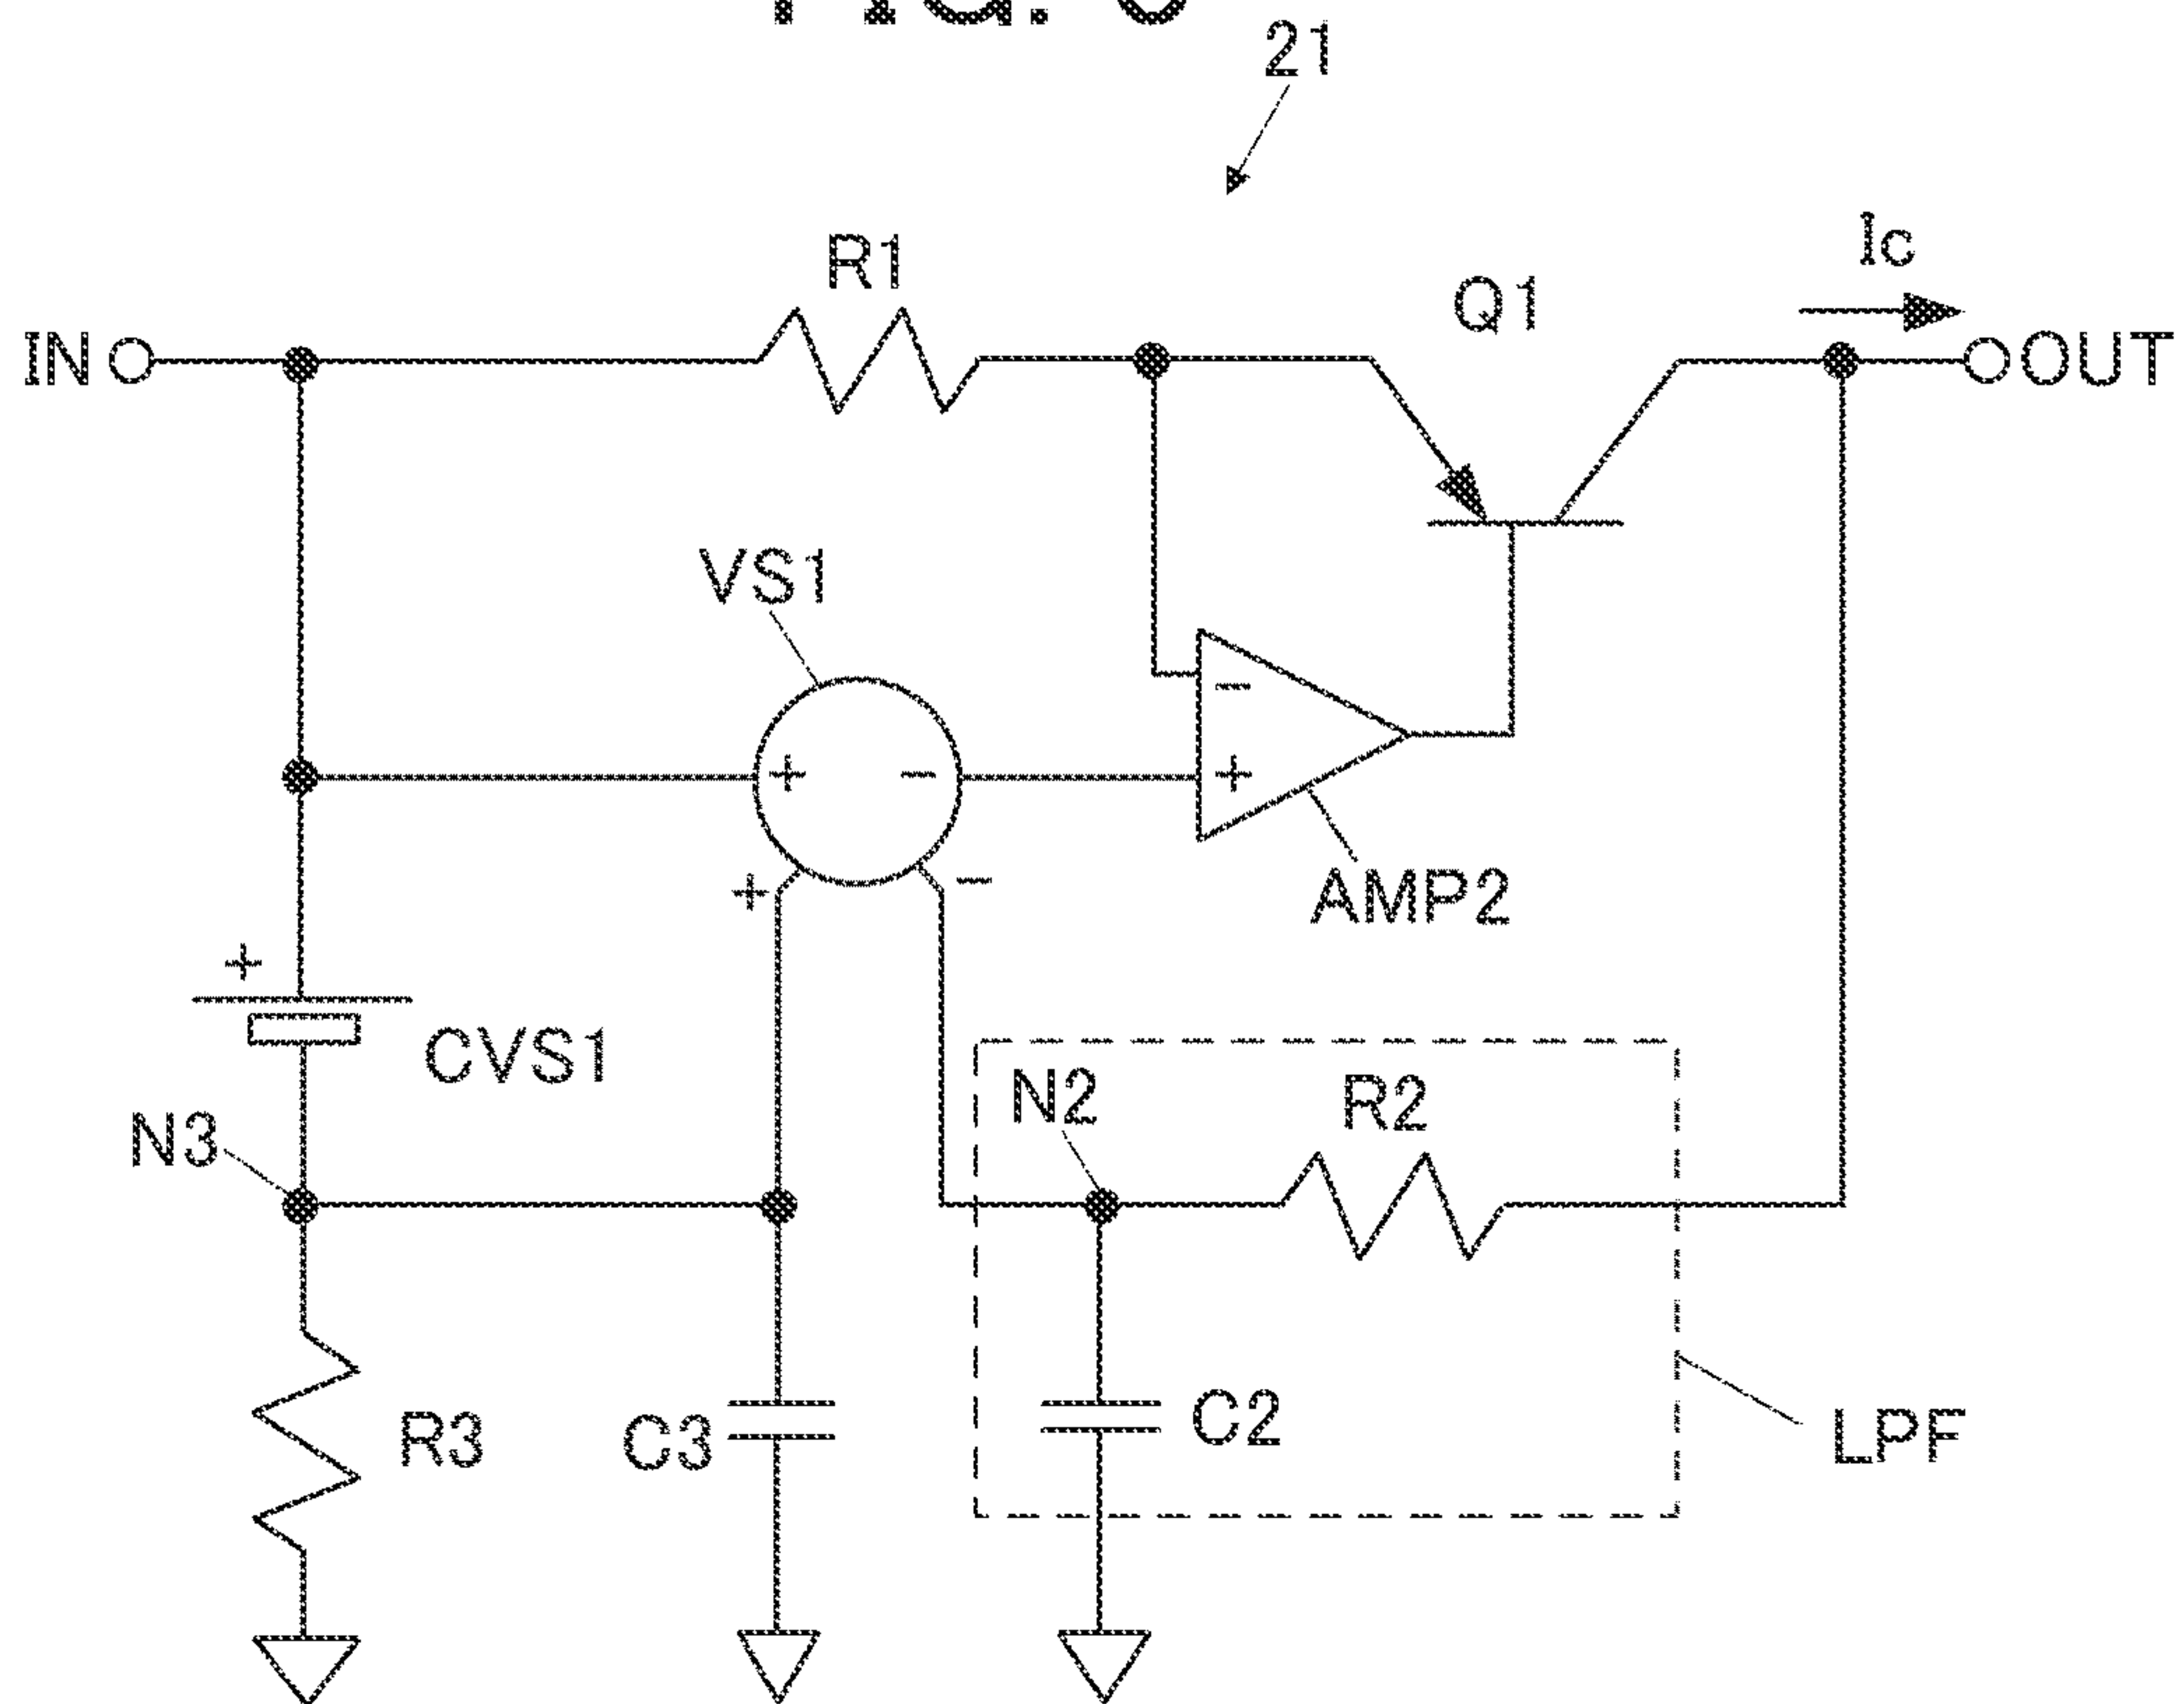 21
R1
Q1
Ic
IN
OUT
VS1
+
−
−
+
+
−
AMP2
+
CVS1
N3
N2
R2
R3
C3
C2
LPF